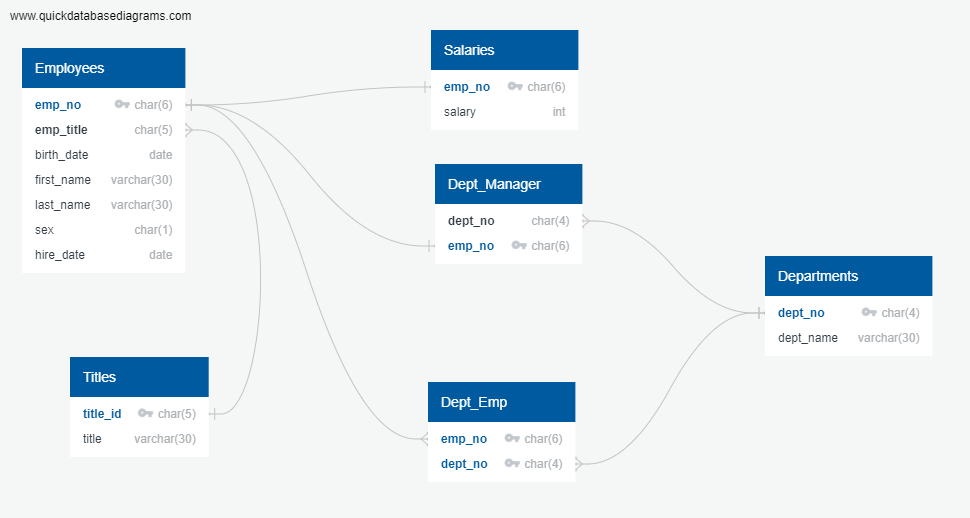 www.quickdatabasediagrams.com
Employees
emp_no char(6)
emp_title char(5)
birth_date date
first_name varchar(30)
last_name varchar(30)
sex char(1)
hire_date date
Salaries
emp_no char(6)
salary int
Dept_Manager
dept_no char(4)
emp_no char(6)
Departments
dept_no char(4)
dept_name varchar(30)
Titles
title_id char(5)
title varchar(30)
Dept_Emp
emp_no char(6)
dept_no char(4)